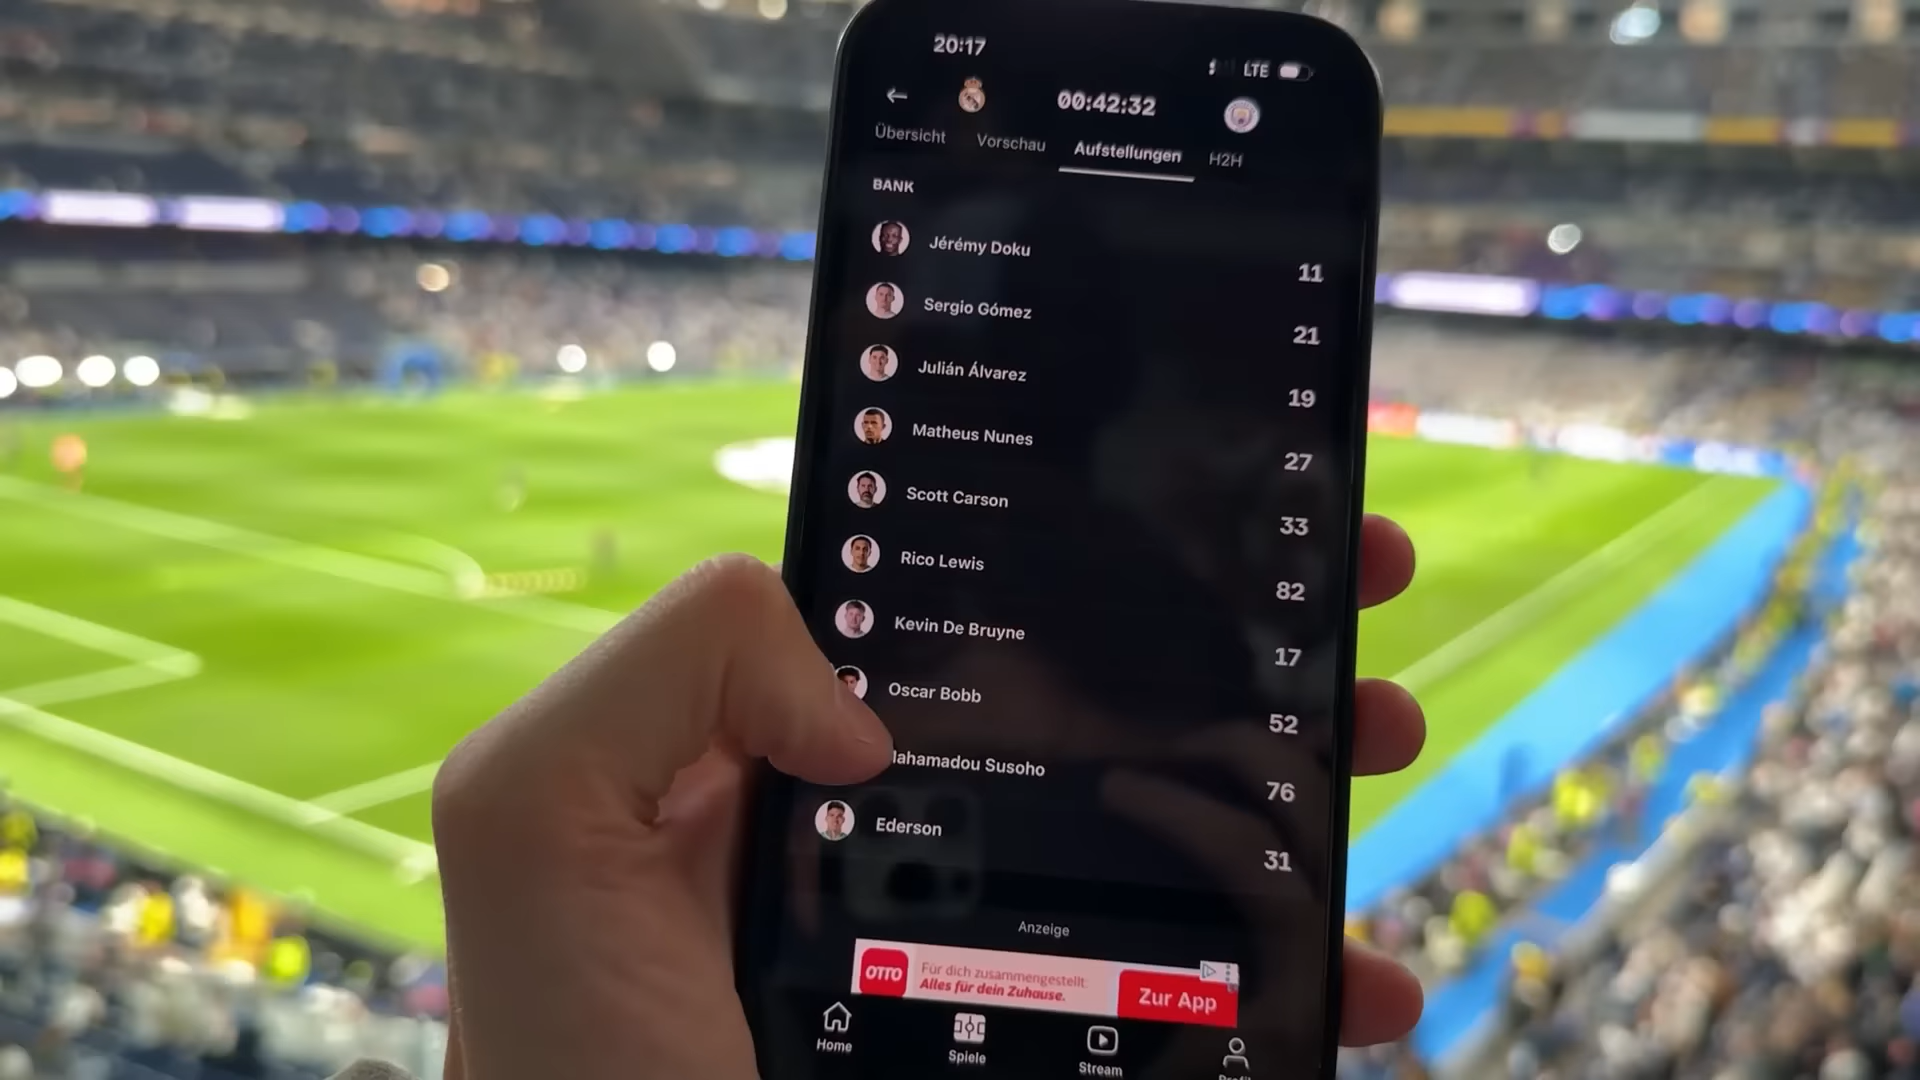 20:17
LTE
00:42:32
Übersicht Vorschau Aufstellungen H2H
BANK
Jérémy Doku 11
Sergio Gómez 21
Julián Álvarez 19
Matheus Nunes 27
Scott Carson 33
Rico Lewis 82
Kevin De Bruyne 17
Oscar Bobb 52
lahamadou Susoho 76
Ederson 31
Anzeige
OTTO
Für dich zusammengestellt:
Alles für dein Zuhause.
Zur App
Home Spiele Stream Profil